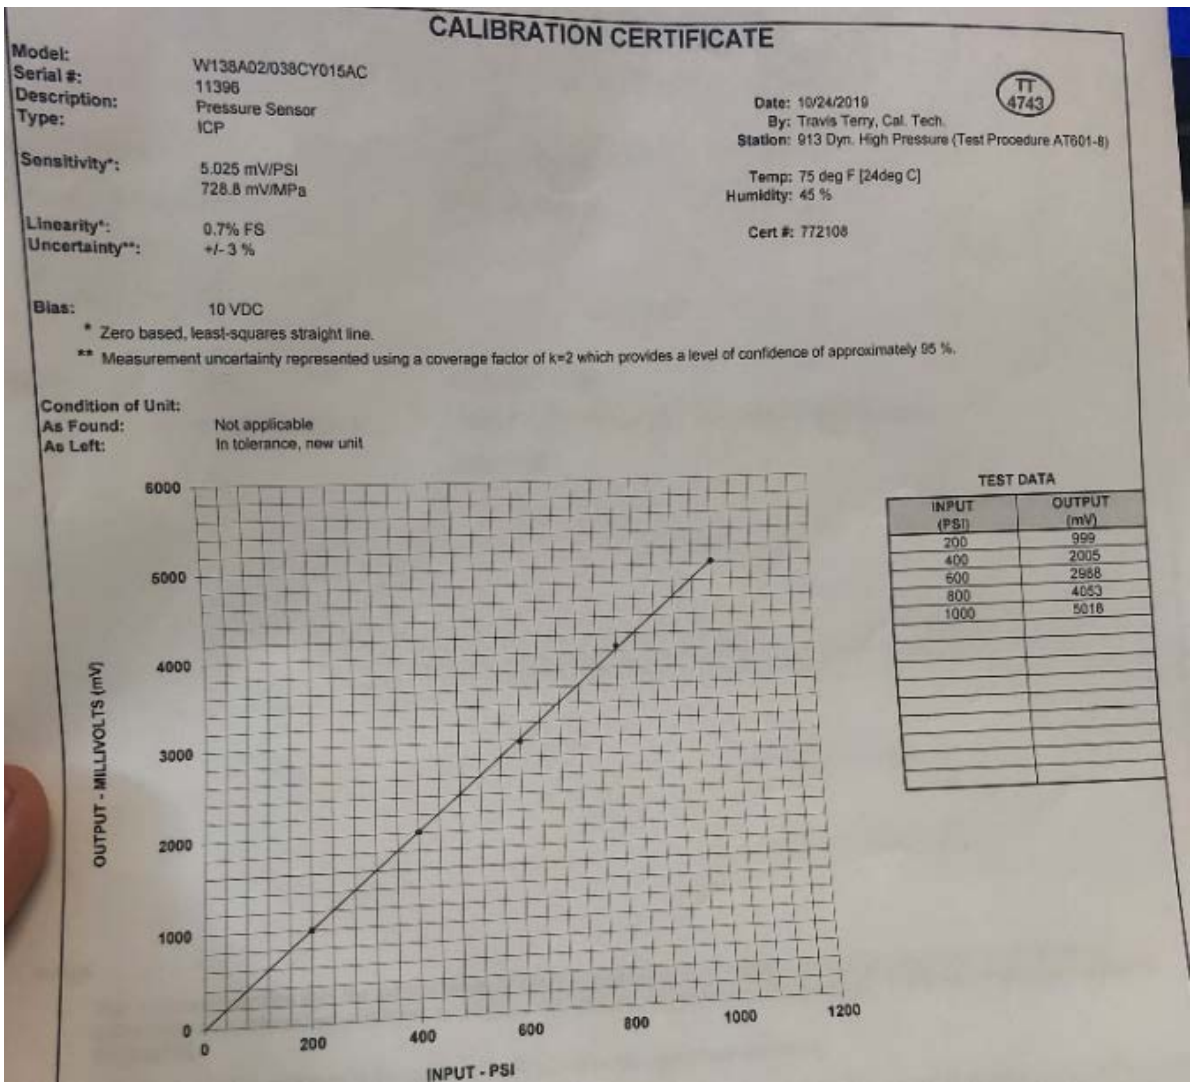 CALIBRATION CERTIFICATE
Model: W138A02/038CY015AC
Serial #: 11396
Description: Pressure Sensor
Type: ICP
TT
4743
Date: 10/24/2019
By: Travis Terry, Cal. Tech.
Station: 913 Dyn. High Pressure (Test Procedure AT601-8)
Sensitivity*: 5.025 mV/PSI
728.8 mV/MPa
Temp: 75 deg F [24deg C]
Humidity: 45 %
Linearity*: 0.7% FS
Uncertainty**: +/- 3 %
Cert #: 772108
Bias: 10 VDC
* Zero based, least-squares straight line.
** Measurement uncertainty represented using a coverage factor of k=2 which provides a level of confidence of approximately 95 %.
Condition of Unit:
As Found: Not applicable
As Left: In tolerance, new unit
6000
5000
4000
3000
2000
1000
0
OUTPUT - MILLIVOLTS (mV)
0 200 400 600 800 1000 1200
INPUT - PSI
TEST DATA
INPUT OUTPUT
(PSI) (mV)
200 999
400 2005
600 2988
800 4053
1000 5016